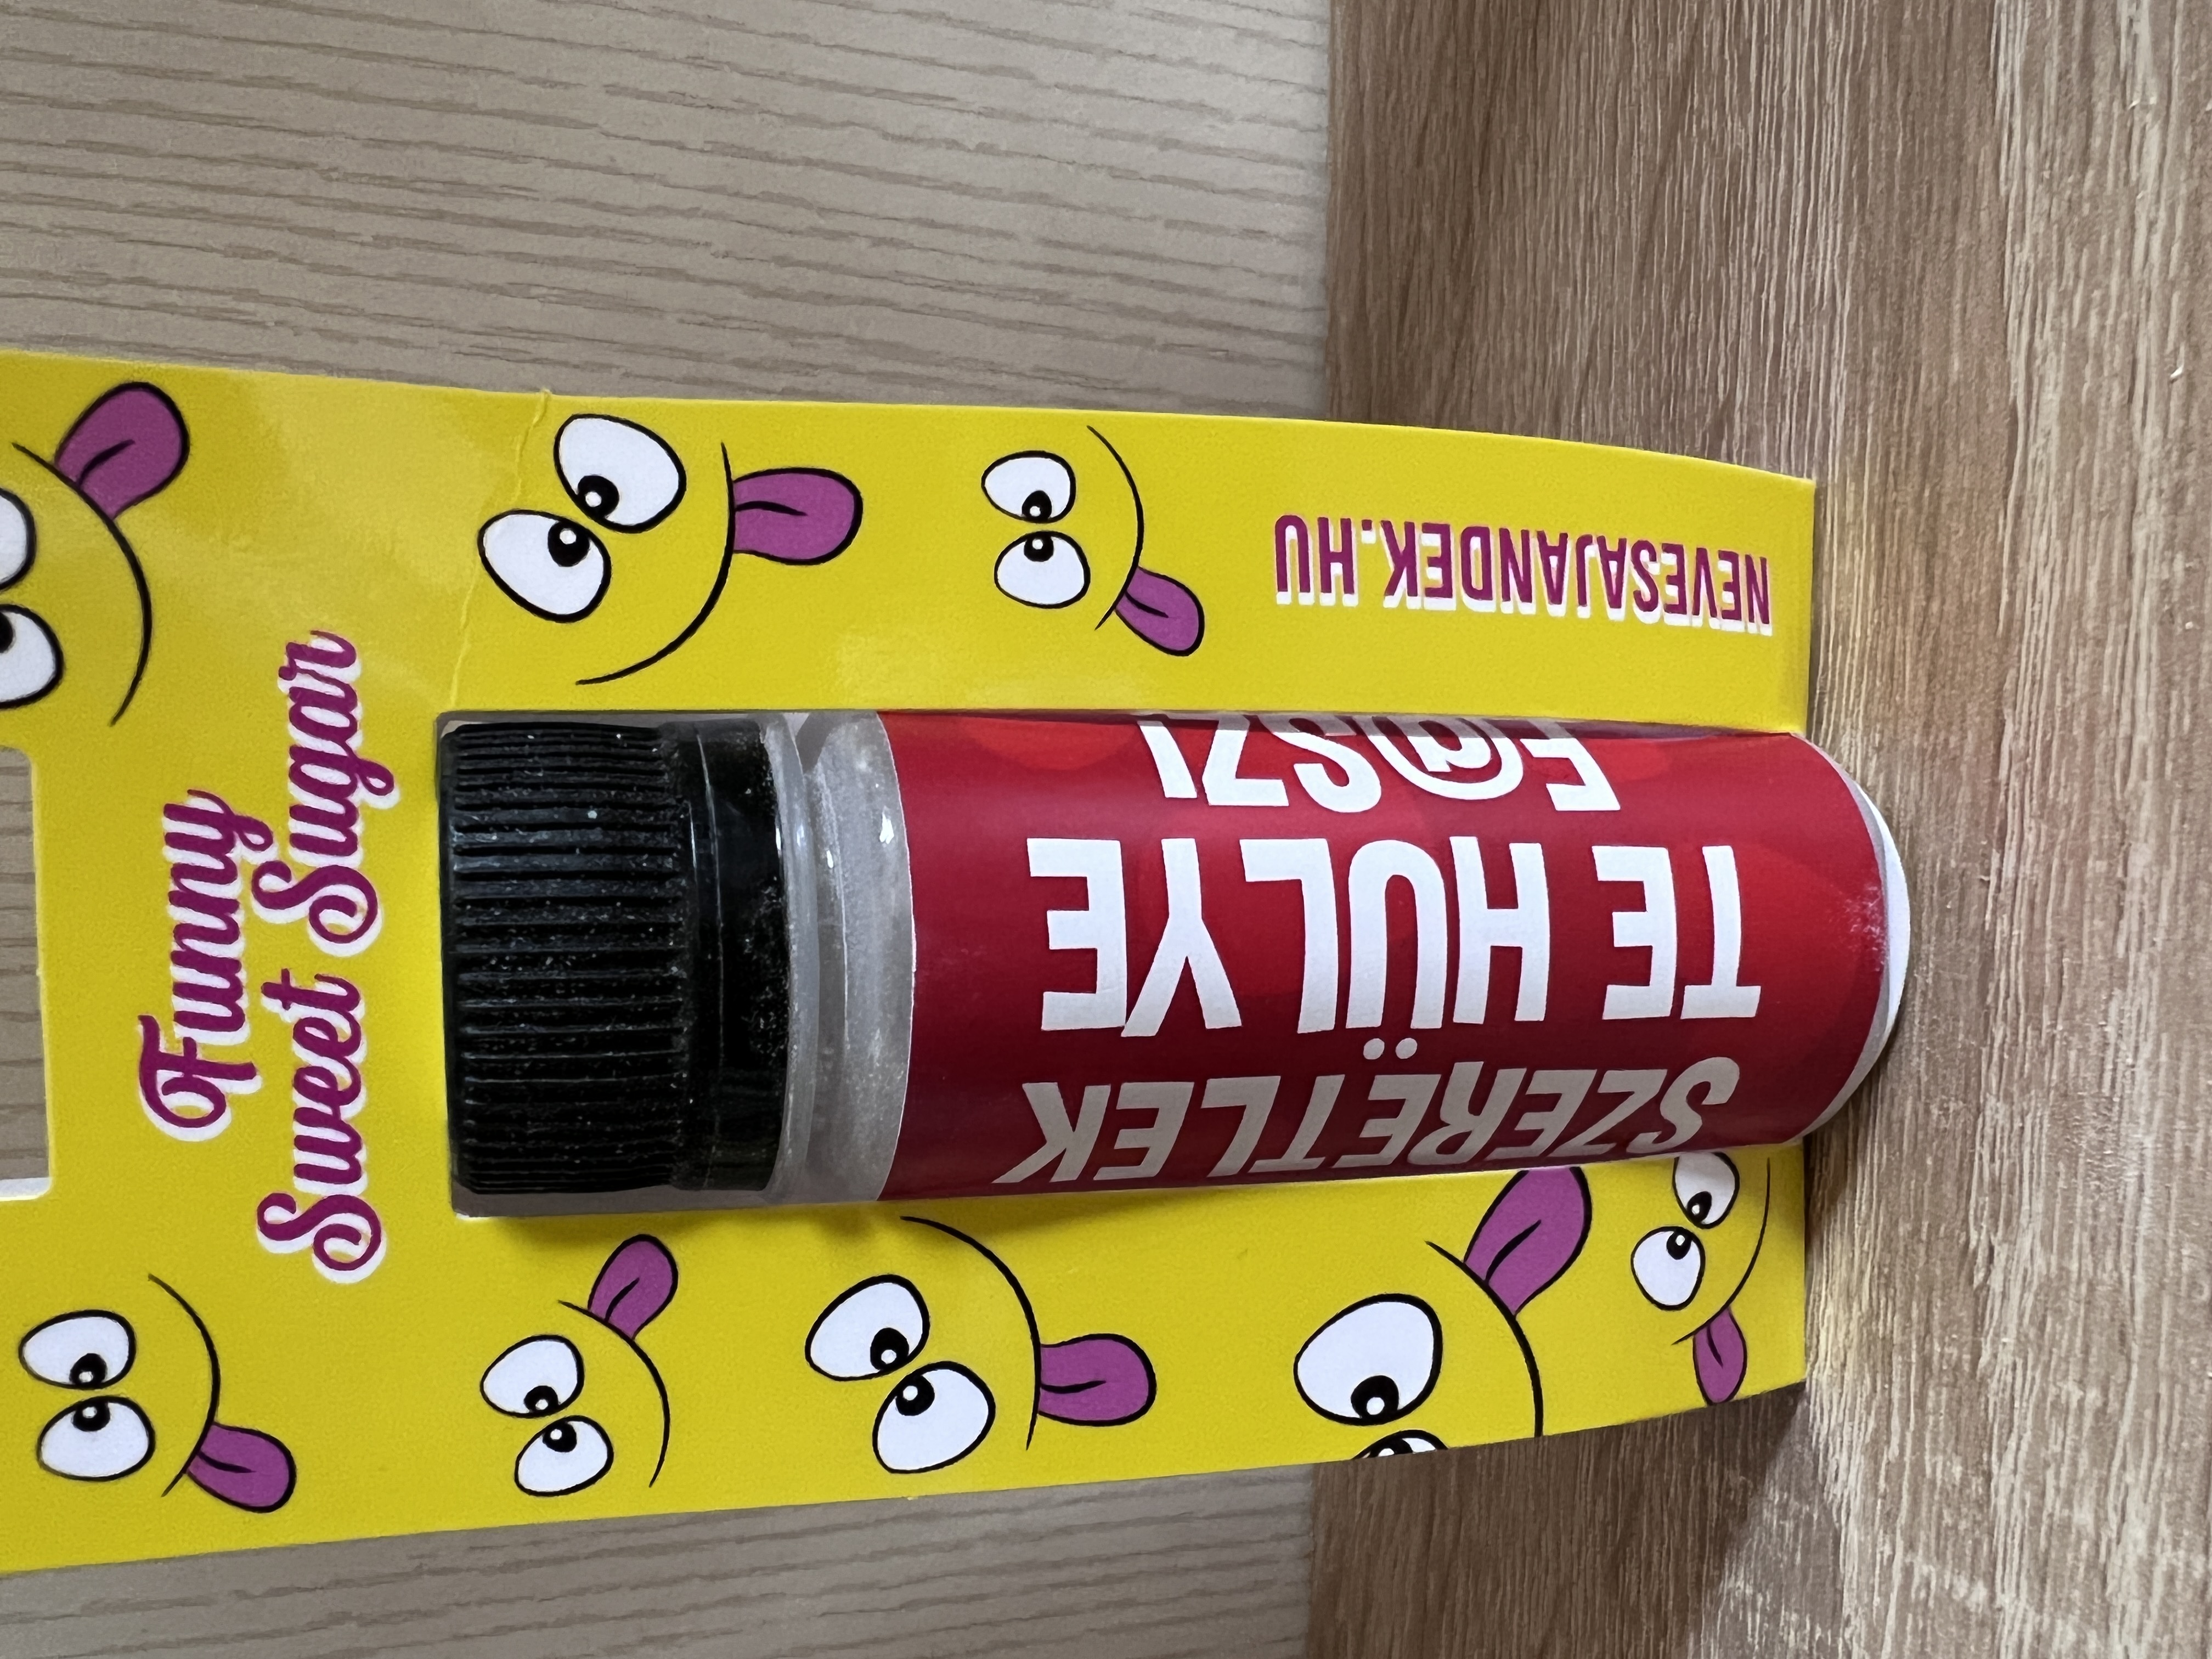 Funny
Sweet Sugar
SZERETLEK
TE HÜLYE
F@SZ!
NEVESAJANDEK.HU